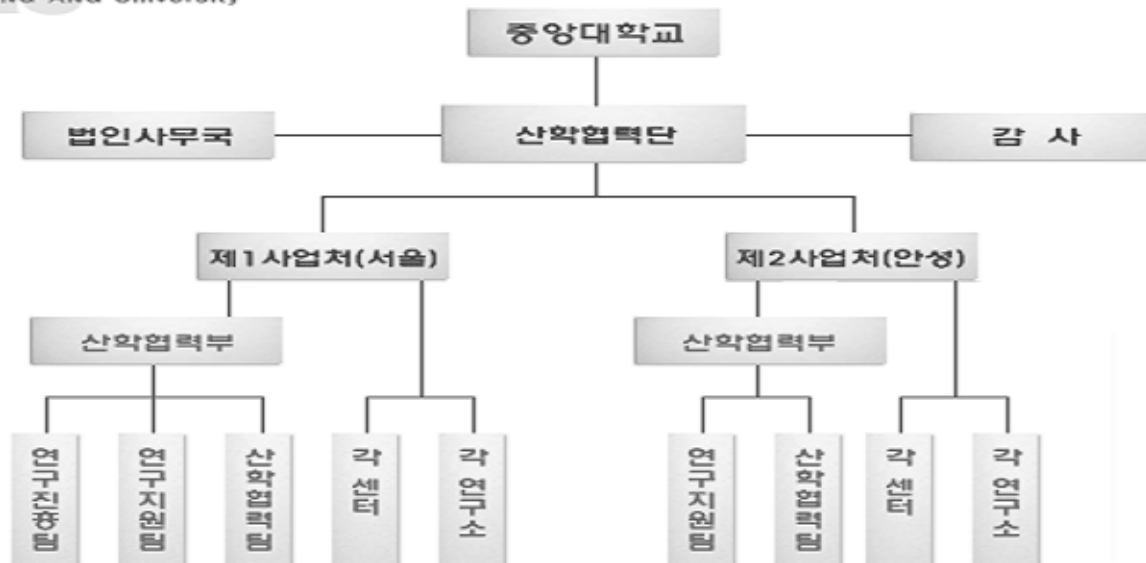 중앙대학교
법인사무국
산학협력단
감 사
제1사업처(서울)
제2사업처(안성)
산학협력부
산학협력부
연구진흥팀
연구지원팀
산학협력팀
각 센터
각 연구소
연구지원팀
산학협력팀
각 센터
각 연구소